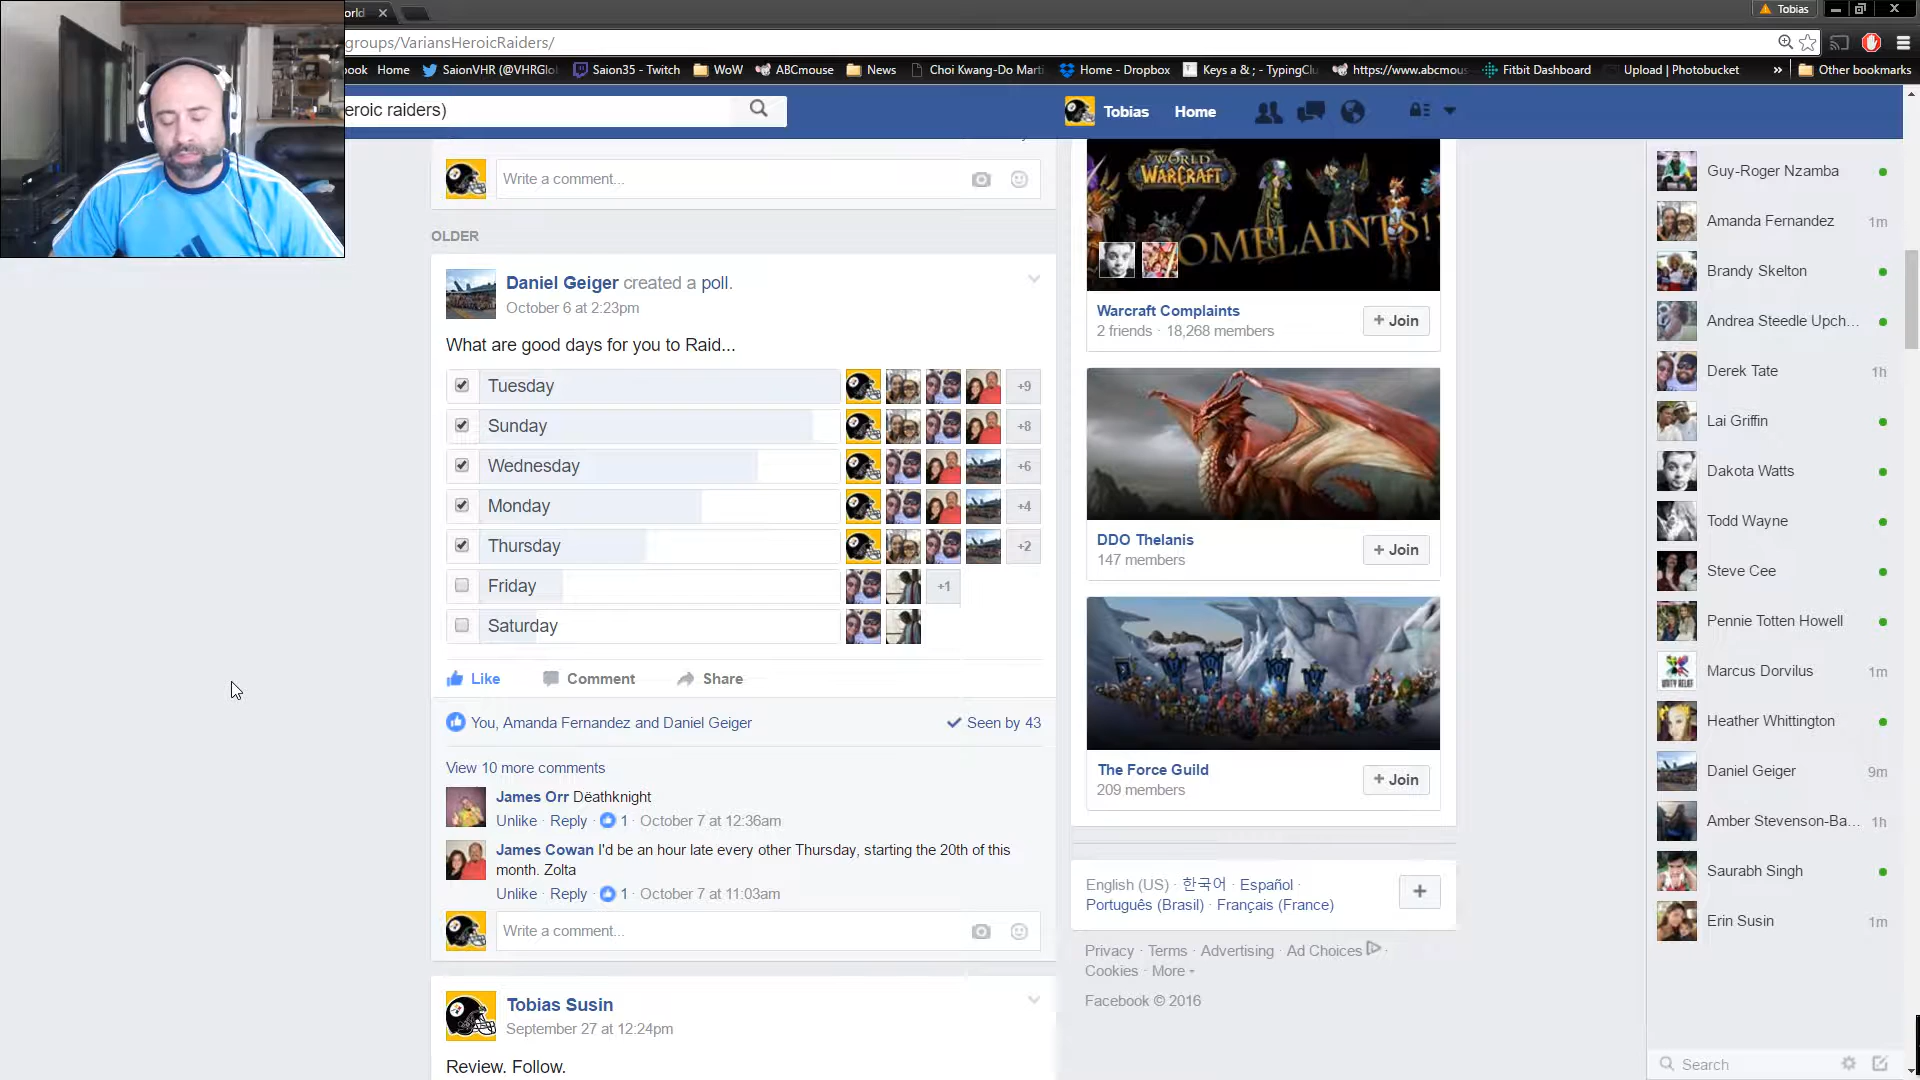 orld
Tobias
groups/VariansHeroicRaiders/
ook Home SaionVHR (@VHRGlo Saion35 - Twitch WoW ABCmouse News Choi Kwang-Do Marti Home - Dropbox Keys a & ; - TypingClu https://www.abcmous Fitbit Dashboard Upload | Photobucket » Other bookmarks
eroic raiders)
Tobias Home
Write a comment...
OLDER
Daniel Geiger created a poll.
October 6 at 2:23pm
What are good days for you to Raid...
Tuesday +9
Sunday +8
Wednesday +6
Monday +4
Thursday +2
Friday +1
Saturday
Like Comment Share
You, Amanda Fernandez and Daniel Geiger Seen by 43
View 10 more comments
James Orr Dëathknight
Unlike · Reply · 1 · October 7 at 12:36am
James Cowan I'd be an hour late every other Thursday, starting the 20th of this
month. Zolta
Unlike · Reply · 1 · October 7 at 11:03am
Write a comment...
Tobias Susin
September 27 at 12:24pm
Review. Follow.
WORLD
WARCRAFT
OMPLAINTS!
Warcraft Complaints
2 friends · 18,268 members
+ Join
DDO Thelanis
147 members
+ Join
The Force Guild
209 members
+ Join
English (US) · 한국어 · Español ·
Português (Brasil) · Français (France)
+
Privacy · Terms · Advertising · Ad Choices ·
Cookies · More
Facebook © 2016
Guy-Roger Nzamba
Amanda Fernandez 1m
Brandy Skelton
Andrea Steedle Upch...
Derek Tate 1h
Lai Griffin
Dakota Watts
Todd Wayne
Steve Cee
Pennie Totten Howell
Marcus Dorvilus 1m
Heather Whittington
Daniel Geiger 9m
Amber Stevenson-Ba... 1h
Saurabh Singh
Erin Susin 1m
Search